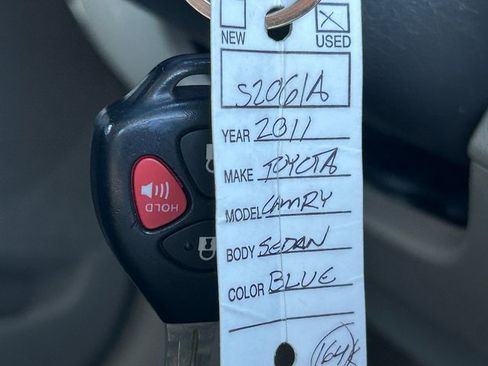 NEW USED
S2061A
YEAR 2011
MAKE TOYOTA
MODEL CAMRY
BODY SEDAN
COLOR BLUE
164K
HOLD